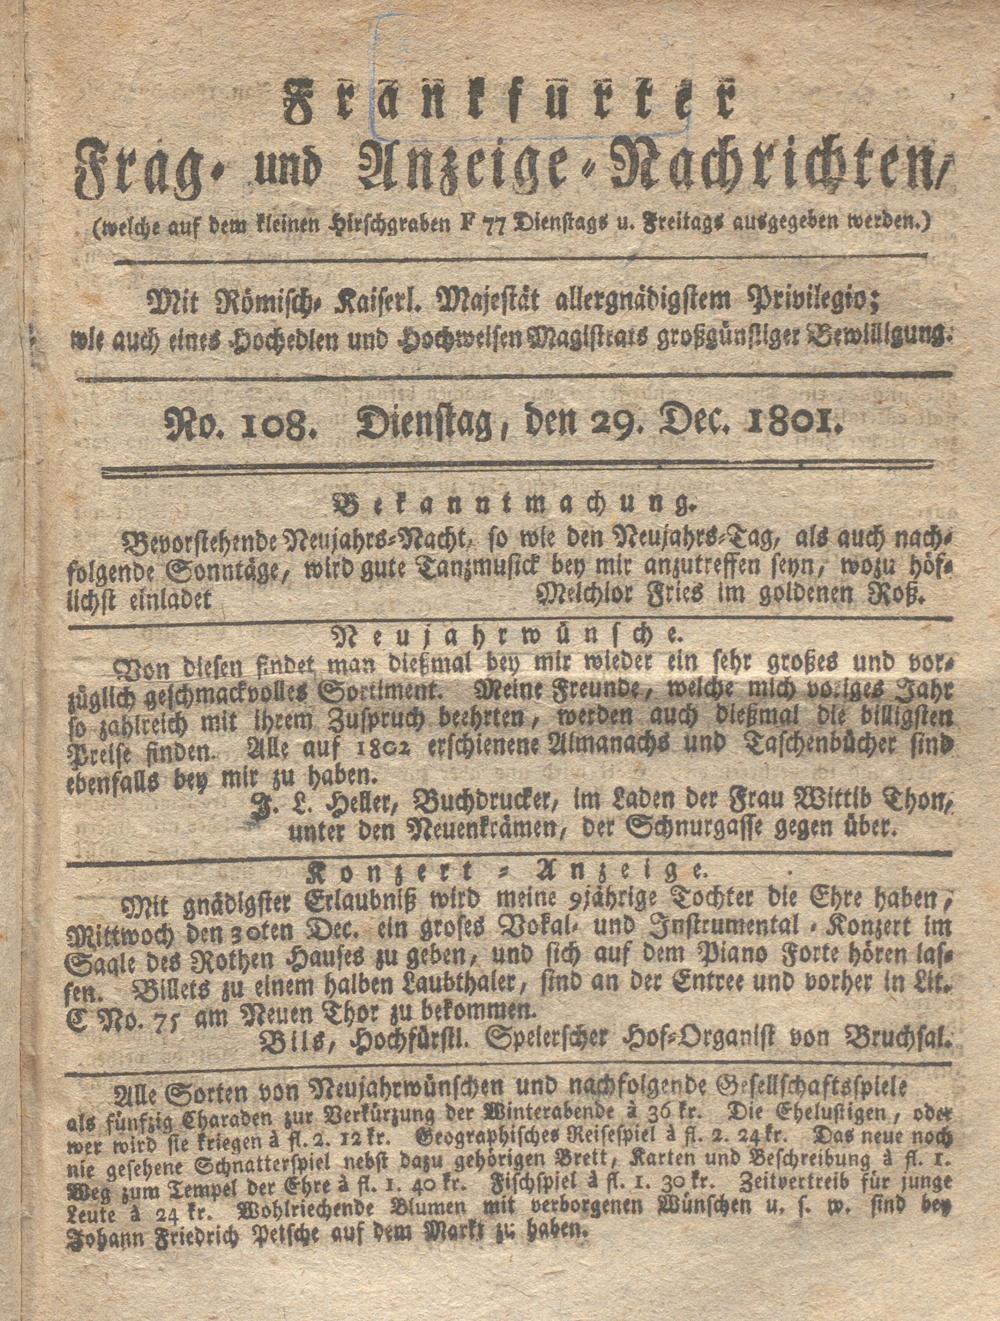 Frankfurter
Frag- und Anzeige-Nachrichten,
(welche auf dem kleinen Hirschgraben F 77 Dienstags u. Freitags ausgegeben werden.)
Mit Römisch- Kaiserl. Majestät allergnädigstem Privilegio;
wie auch eines Hochedlen und Hochweisen Magistrats großgünstiger Bewilligung.
No. 108. Dienstag, den 29. Dec. 1801.
Bekanntmachung.
Bevorstehende Neujahrs-Nacht, so wie den Neujahrs-Tag, als auch nach-
folgende Sonntäge, wird gute Tanzmusick bey mir anzutreffen seyn, wozu höf-
lichst einladet Melchior Fries im goldenen Roß.
Neujahrwünsche.
Von diesen findet man dießmal bey mir wieder ein sehr großes und vor-
züglich geschmackvolles Sortiment. Meine Freunde, welche mich voriges Jahr
so zahlreich mit ihrem Zuspruch beehrten, werden auch dießmal die billigsten
Preise finden. Alle auf 1802 erschienene Almanachs und Taschenbücher sind
ebenfalls bey mir zu haben.
J. L. Heller, Buchdrucker, im Laden der Frau Wittib Thon,
unter den Neuenkrämen, der Schnurgasse gegen über.
Konzert-Anzeige.
Mit gnädigster Erlaubniß wird meine 9jährige Tochter die Ehre haben,
Mittwoch den 30ten Dec. ein groses Vokal- und Instrumental-Konzert im
Saale des Rothen Hauses zu geben, und sich auf dem Piano Forte hören las-
sen. Billets zu einem halben Laubthaler, sind an der Entree und vorher in Lit.
C No. 75 am Neuen Thor zu bekommen.
Bils, Hochfürstl. Speierscher Hof-Organist von Bruchsal.
Alle Sorten von Neujahrwünschen und nachfolgende Gesellschaftsspiele
als fünfzig Charaden zur Verkürzung der Winterabende à 36 kr. Die Ehelustigen, oder
wer wird sie kriegen à fl. 2. 12 kr. Geographisches Reisespiel à fl. 2. 24 kr. Das neue noch
nie gesehene Schnatterspiel nebst dazu gehörigen Brett, Karten und Beschreibung à fl. 1.
Weg zum Tempel der Ehre à fl. 1. 40 kr. Fischspiel à fl. 1. 30 kr. Zeitvertreib für junge
Leute à 24 kr. Wohlriechende Blumen mit verborgenen Wünschen u. s. w. sind bey
Johann Friedrich Petsche auf dem Markt zu haben.